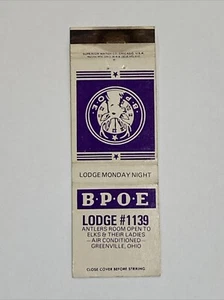 B.P.O.E.
LODGE MONDAY NIGHT
B•P•O•E
LODGE #1139
ANTLERS ROOM OPEN TO
ELKS & THEIR LADIES
—AIR CONDITIONED—
GREENVILLE, OHIO
CLOSE COVER BEFORE STRIKING